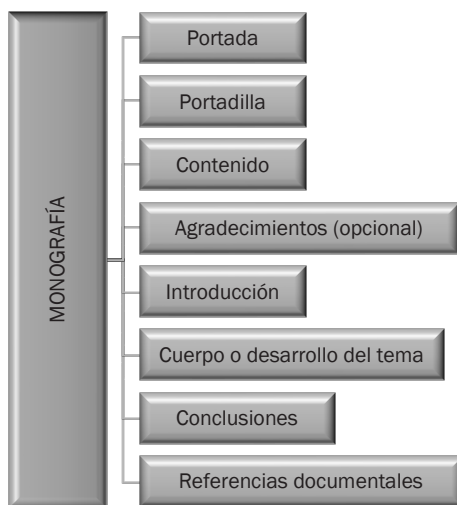 MONOGRAFÍA
Portada
Portadilla
Contenido
Agradecimientos (opcional)
Introducción
Cuerpo o desarrollo del tema
Conclusiones
Referencias documentales